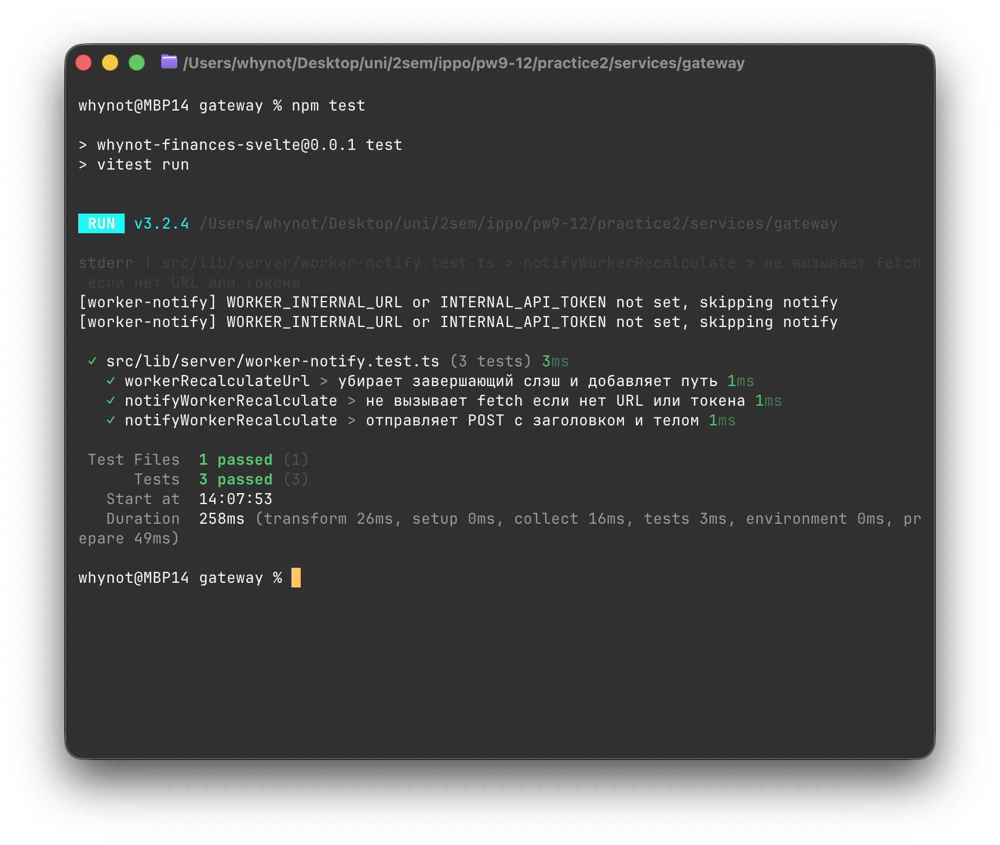 /Users/whynot/Desktop/uni/2sem/ippo/pw9-12/practice2/services/gateway
whynot@MBP14 gateway % npm test
> whynot-finances-svelte@0.0.1 test
> vitest run
RUN v3.2.4 /Users/whynot/Desktop/uni/2sem/ippo/pw9-12/practice2/services/gateway
stderr | src/lib/server/worker-notify.test.ts > notifyWorkerRecalculate > не вызывает fetch
если нет URL или токена
[worker-notify] WORKER_INTERNAL_URL or INTERNAL_API_TOKEN not set, skipping notify
[worker-notify] WORKER_INTERNAL_URL or INTERNAL_API_TOKEN not set, skipping notify
✓ src/lib/server/worker-notify.test.ts (3 tests) 3ms
✓ workerRecalculateUrl > убирает завершающий слэш и добавляет путь 1ms
✓ notifyWorkerRecalculate > не вызывает fetch если нет URL или токена 1ms
✓ notifyWorkerRecalculate > отправляет POST с заголовком и телом 1ms
Test Files 1 passed (1)
Tests 3 passed (3)
Start at 14:07:53
Duration 258ms (transform 26ms, setup 0ms, collect 16ms, tests 3ms, environment 0ms, pr
epare 49ms)
whynot@MBP14 gateway %